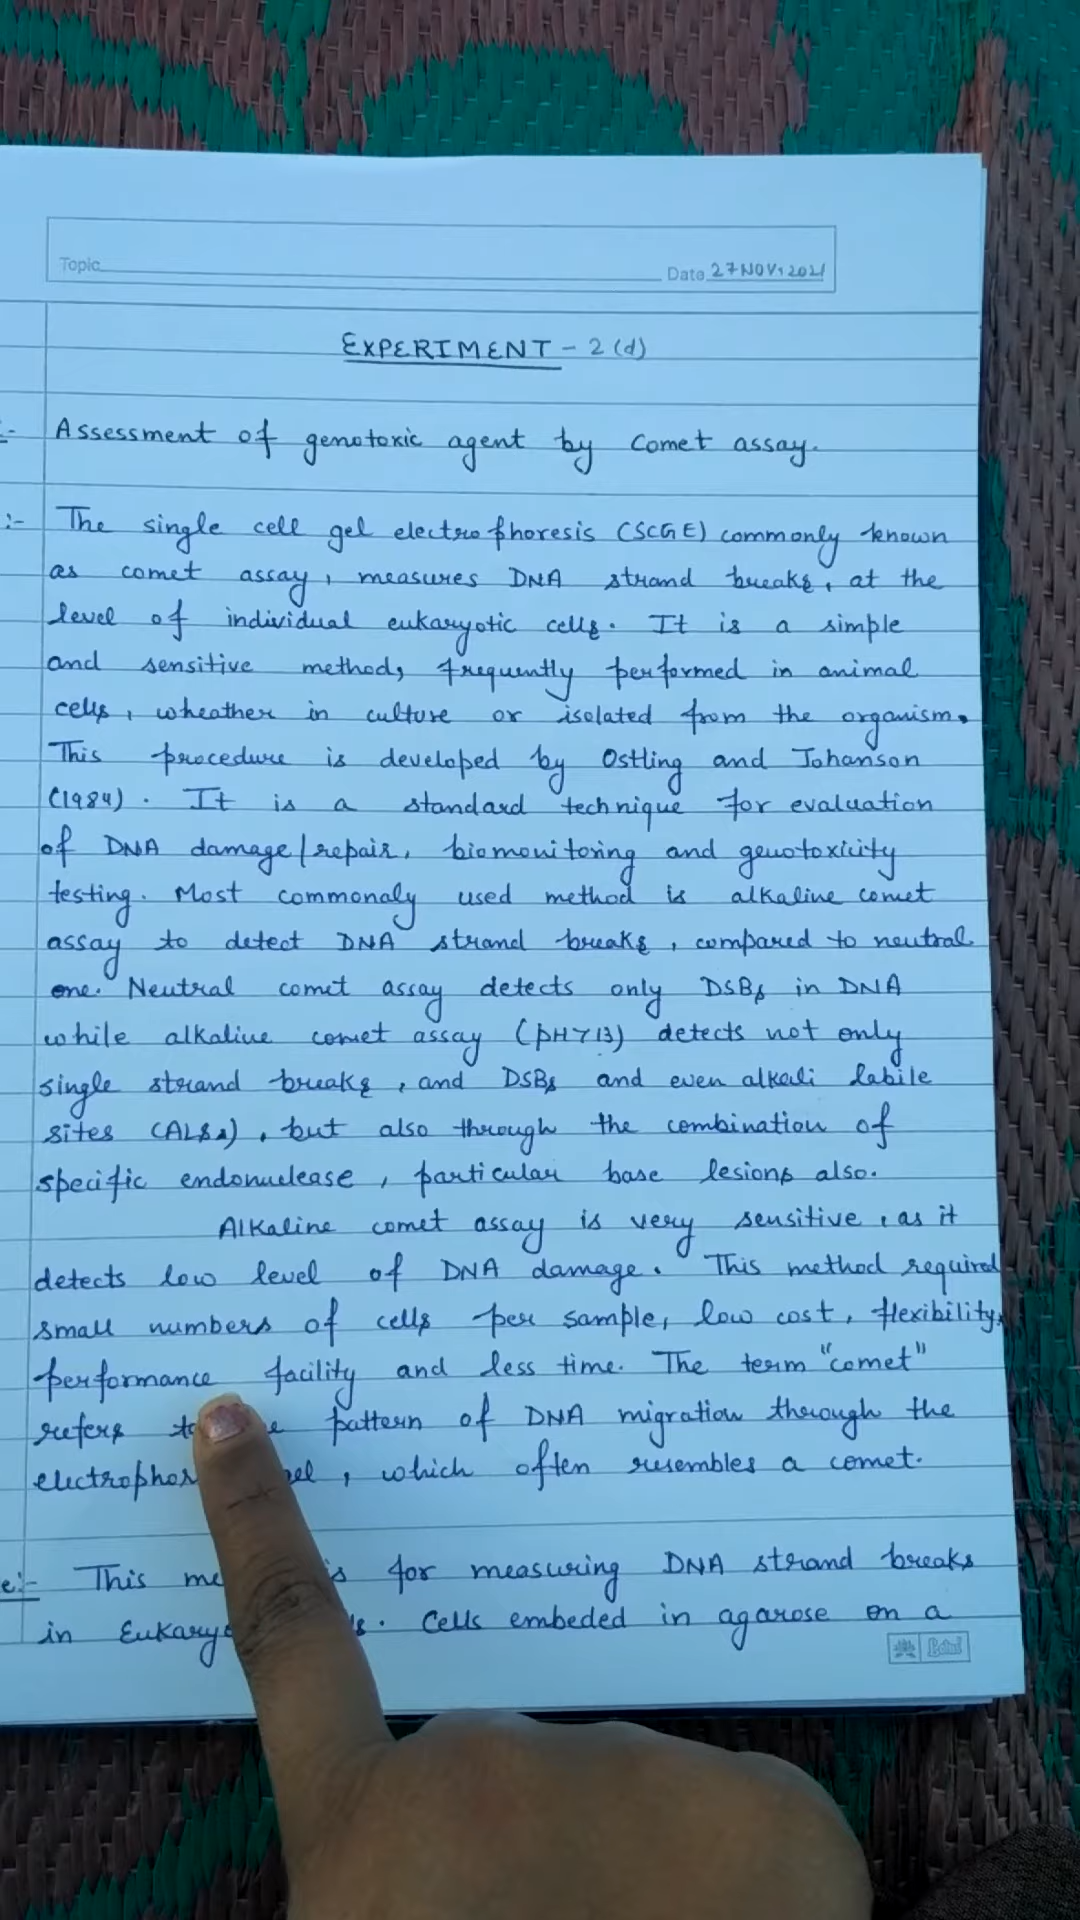 Topic
Date 27 NOV, 2021
EXPERIMENT - 2 (d)
:- Assessment of genotoxic agent by comet assay.
:- The single cell gel electrophoresis (SCGE) commonly known
as comet assay, measures DNA strand breaks, at the
level of individual eukaryotic cells. It is a simple
and sensitive method, frequently performed in animal
cells, wheather in culture or isolated from the organism.
This procedure is developed by Ostling and Johanson
(1984). It is a standard technique for evaluation
of DNA damage/repair, biomonitoring and genotoxicity
testing. Most commonaly used method is alkaline comet
assay to detect DNA strand breaks, compared to neutral
one. Neutral comet assay detects only DSBs in DNA
while alkaline comet assay (pH>13) detects not only
single strand breaks, and DSBs and even alkali labile
sites (ALSs), but also through the combination of
specific endonuclease, particular base lesions also.
Alkaline comet assay is very sensitive, as it
detects low level of DNA damage. This method required
small numbers of cells per sample, low cost, flexibility,
performance facility and less time. The term "comet"
refers pattern of DNA migration through the
, which often resembles a comet.
e:- This for measuring DNA strand breaks
in . Cells embeded in agarose on a